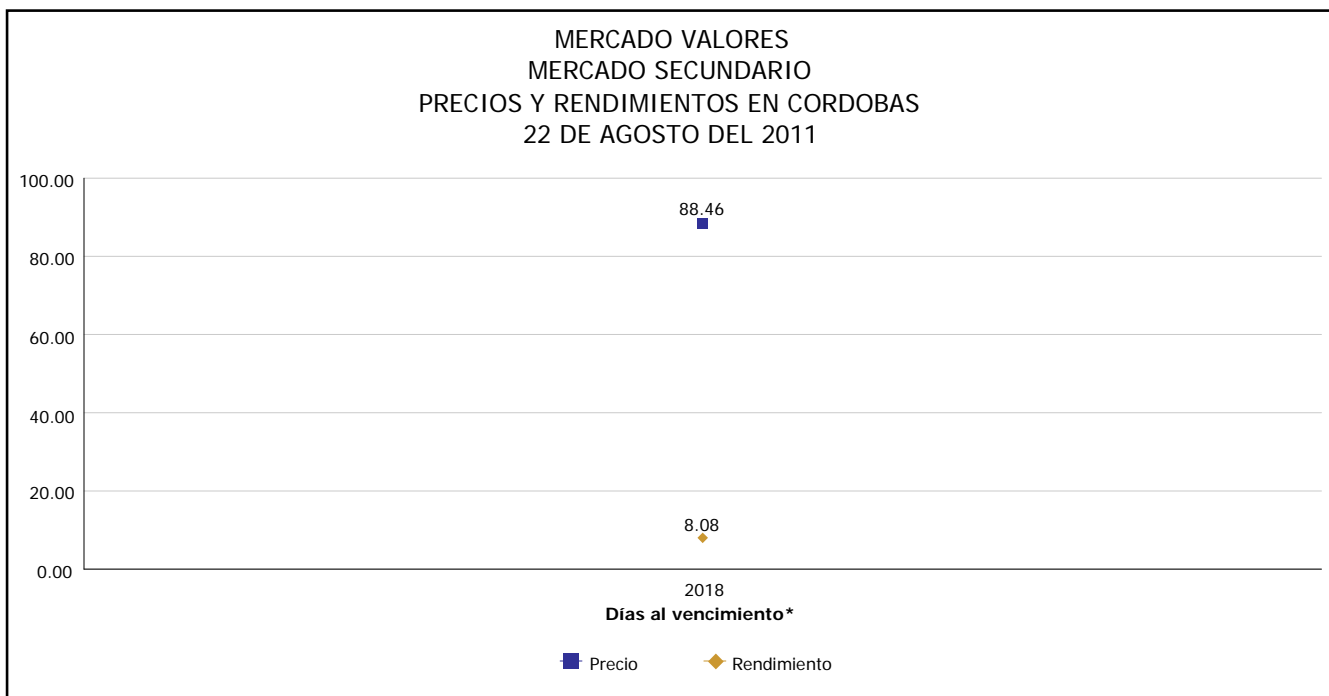 MERCADO VALORES
MERCADO SECUNDARIO
PRECIOS Y RENDIMIENTOS EN CORDOBAS
22 DE AGOSTO DEL 2011
100.00
88.46
80.00
60.00
40.00
20.00
8.08
0.00
2018
Días al vencimiento*
Precio
Rendimiento